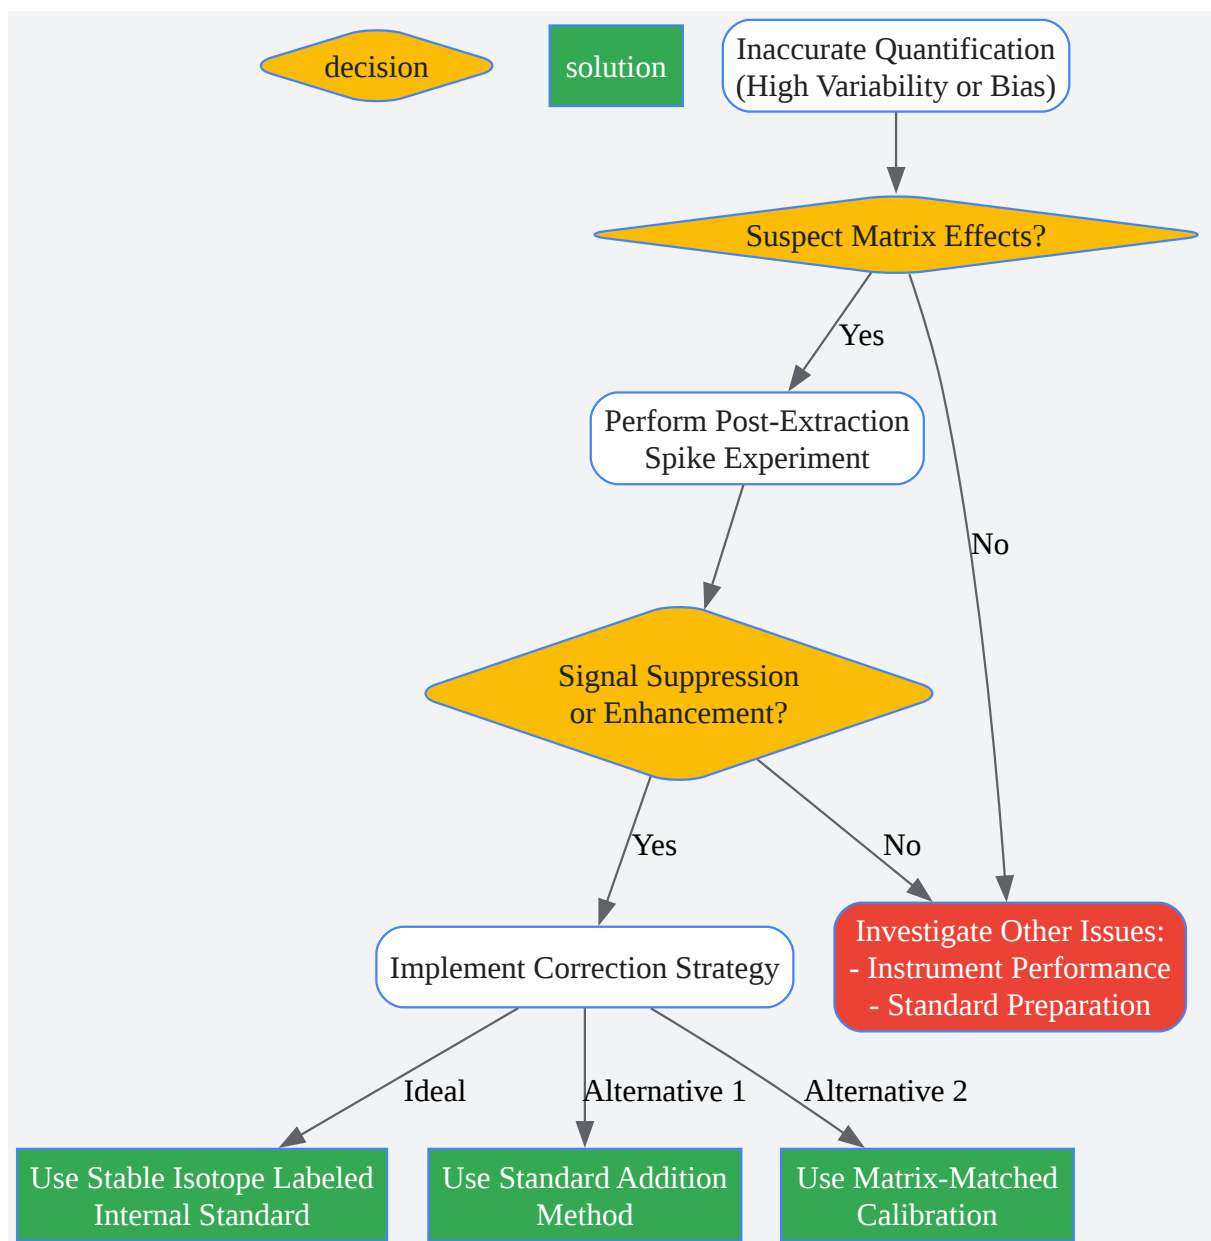 decision
solution
Inaccurate Quantification
(High Variability or Bias)
Suspect Matrix Effects?
Yes
Perform Post-Extraction
Spike Experiment
No
Signal Suppression
or Enhancement?
Yes
No
Investigate Other Issues:
- Instrument Performance
- Standard Preparation
Implement Correction Strategy
Ideal
Alternative 1
Alternative 2
Use Stable Isotope Labeled
Internal Standard
Use Standard Addition
Method
Use Matrix-Matched
Calibration